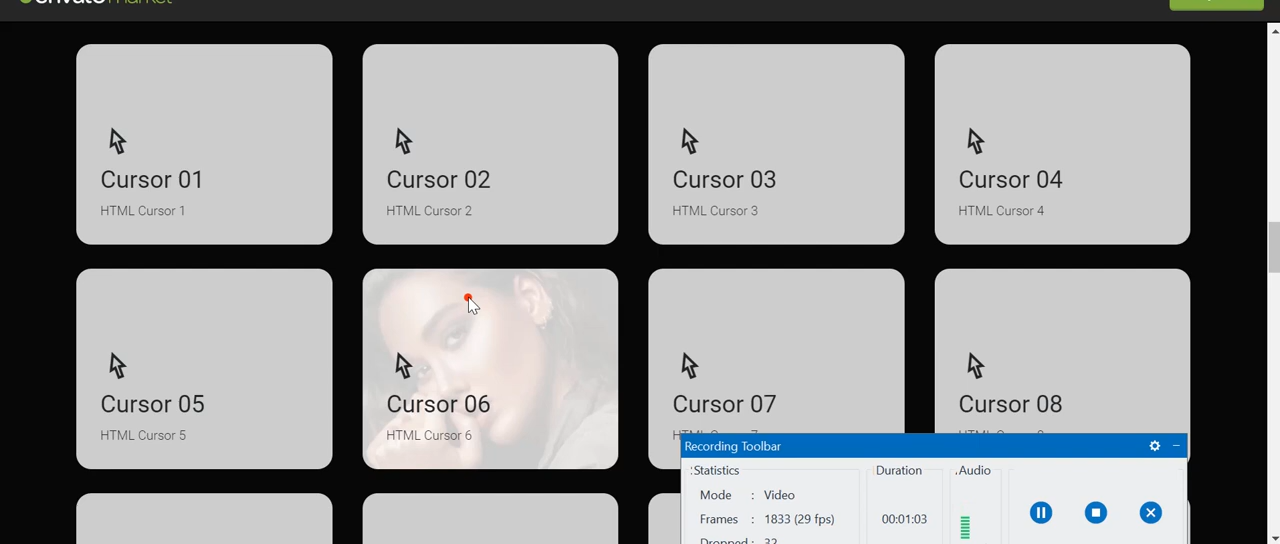 envato market
Cursor 01
HTML Cursor 1
Cursor 02
HTML Cursor 2
Cursor 03
HTML Cursor 3
Cursor 04
HTML Cursor 4
Cursor 05
HTML Cursor 5
Cursor 06
HTML Cursor 6
Cursor 07
Cursor 08
Recording Toolbar
Statistics
Duration
Audio
Mode : Video
Frames : 1833 (29 fps)
00:01:03
Dropped : 32